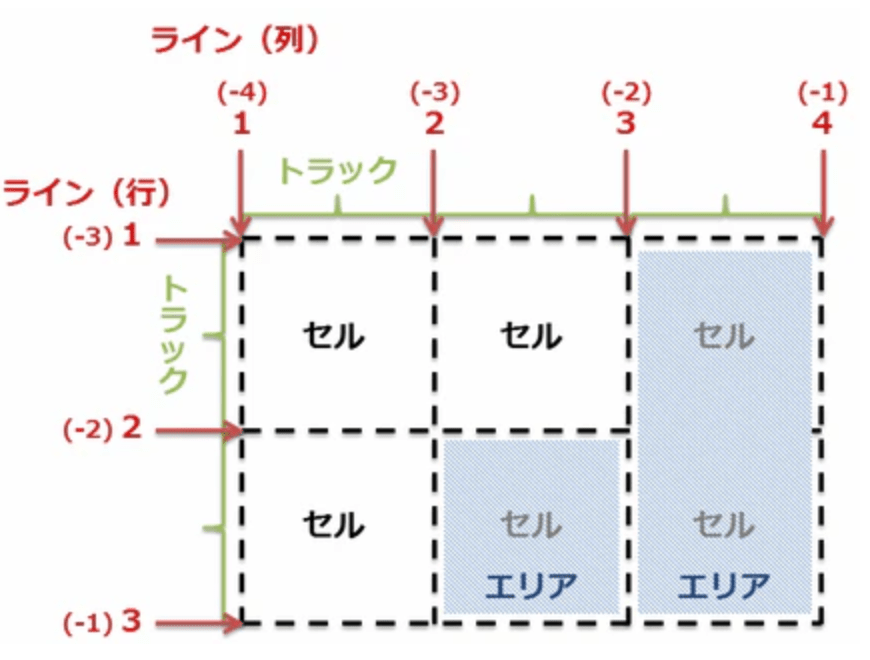 ライン（列）
(-4) (-3) (-2) (-1)
1 2 3 4
トラック
ライン（行）
(-3) 1
トラック
セル セル セル
(-2) 2
セル セル セル
エリア エリア
(-1) 3